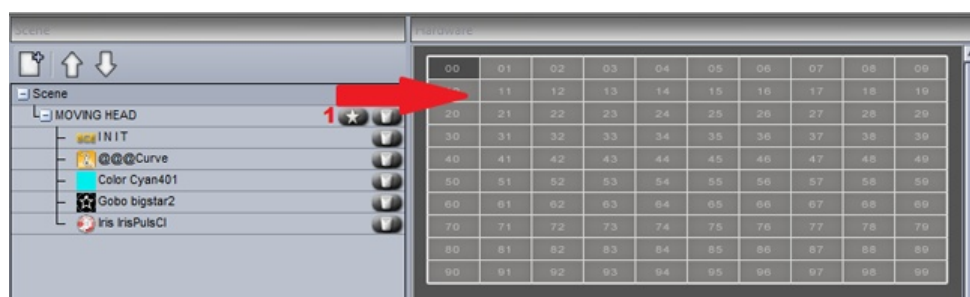 Scene
Hardware
Scene
MOVING HEAD
1
INIT
@@@Curve
Color Cyan401
Gobo bigstar2
Iris IrisPulsCl
00 01 02 03 04 05 06 07 08 09
11 12 13 14 15 16 17 18 19
20 21 22 23 24 25 26 27 28 29
30 31 32 33 34 35 36 37 38 39
40 41 42 43 44 45 46 47 48 49
50 51 52 53 54 55 56 57 58 59
60 61 62 63 64 65 66 67 68 69
70 71 72 73 74 75 76 77 78 79
80 81 82 83 84 85 86 87 88 89
90 91 92 93 94 95 96 97 98 99